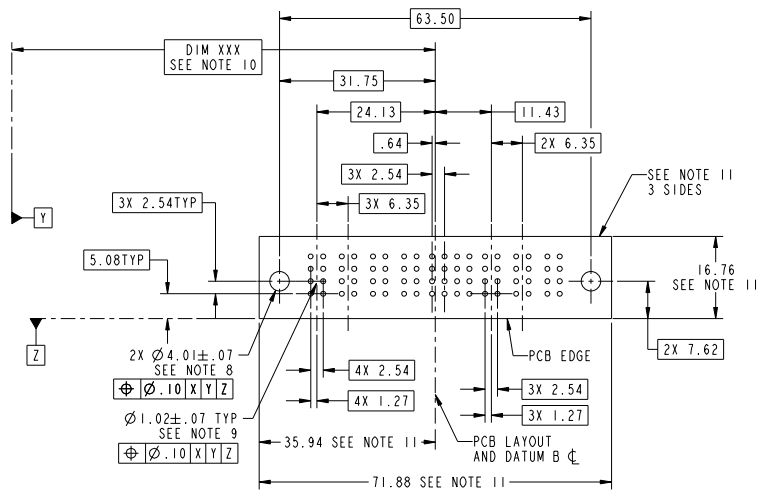 63.50
DIM XXX
SEE NOTE 10
31.75
24.13
11.43
.64
2X 6.35
3X 2.54
SEE NOTE 11
3 SIDES
3X 2.54TYP
3X 6.35
Y
5.08TYP
16.76
SEE NOTE 11
Z
2X Ø4.01±.07
SEE NOTE 8
⌖ Ø.10 X Y Z
PCB EDGE
2X 7.62
4X 2.54
3X 2.54
4X 1.27
3X 1.27
Ø1.02±.07 TYP
SEE NOTE 9
⌖ Ø.10 X Y Z
35.94 SEE NOTE 11
PCB LAYOUT
AND DATUM B ℄
71.88 SEE NOTE 11